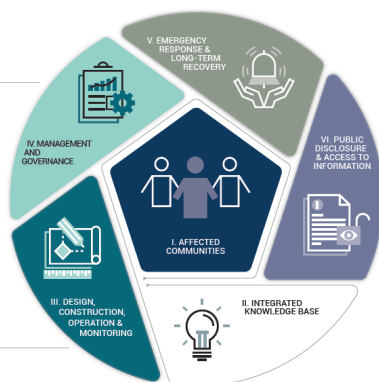 V. EMERGENCY
RESPONSE &
LONG-TERM
RECOVERY
IV. MANAGEMENT
AND
GOVERNANCE
VI. PUBLIC
DISCLOSURE
& ACCESS TO
INFORMATION
I. AFFECTED
COMMUNITIES
III. DESIGN,
CONSTRUCTION,
OPERATION &
MONITORING
II. INTEGRATED
KNOWLEDGE BASE